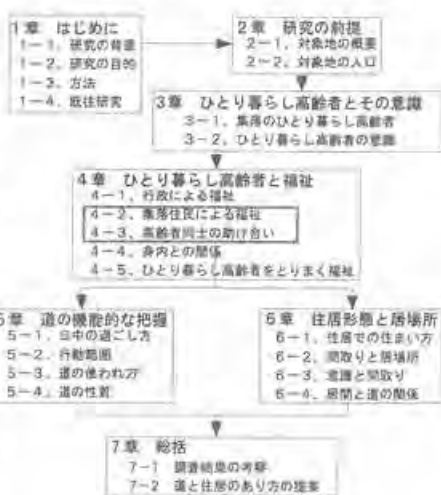 1章 はじめに
1-1、研究の背景
1-2、研究の目的
1-3、方法
1-4、既往研究
2章 研究の前提
2-1、対象地の概要
2-2、対象地の人口
3章 ひとり暮らし高齢者とその意識
3-1、集落のひとり暮らし高齢者
3-2、ひとり暮らし高齢者の意識
4章 ひとり暮らし高齢者と福祉
4-1、行政による福祉
4-2、集落住民による福祉
4-3、高齢者同士の助け合い
4-4、身内との関係
4-5、ひとり暮らし高齢者をとりまく福祉
5章 道の機能的な把握
5-1、日中の過ごし方
5-2、行動範囲
5-3、道の使われ方
5-4、道の性質
6章 住居形態と居場所
6-1、住居での住まい方
6-2、間取りと居場所
6-3、意識と間取り
6-4、居間と道の関係
7章 総括
7-1 調査結果の考察
7-2 道と住居のあり方の提案